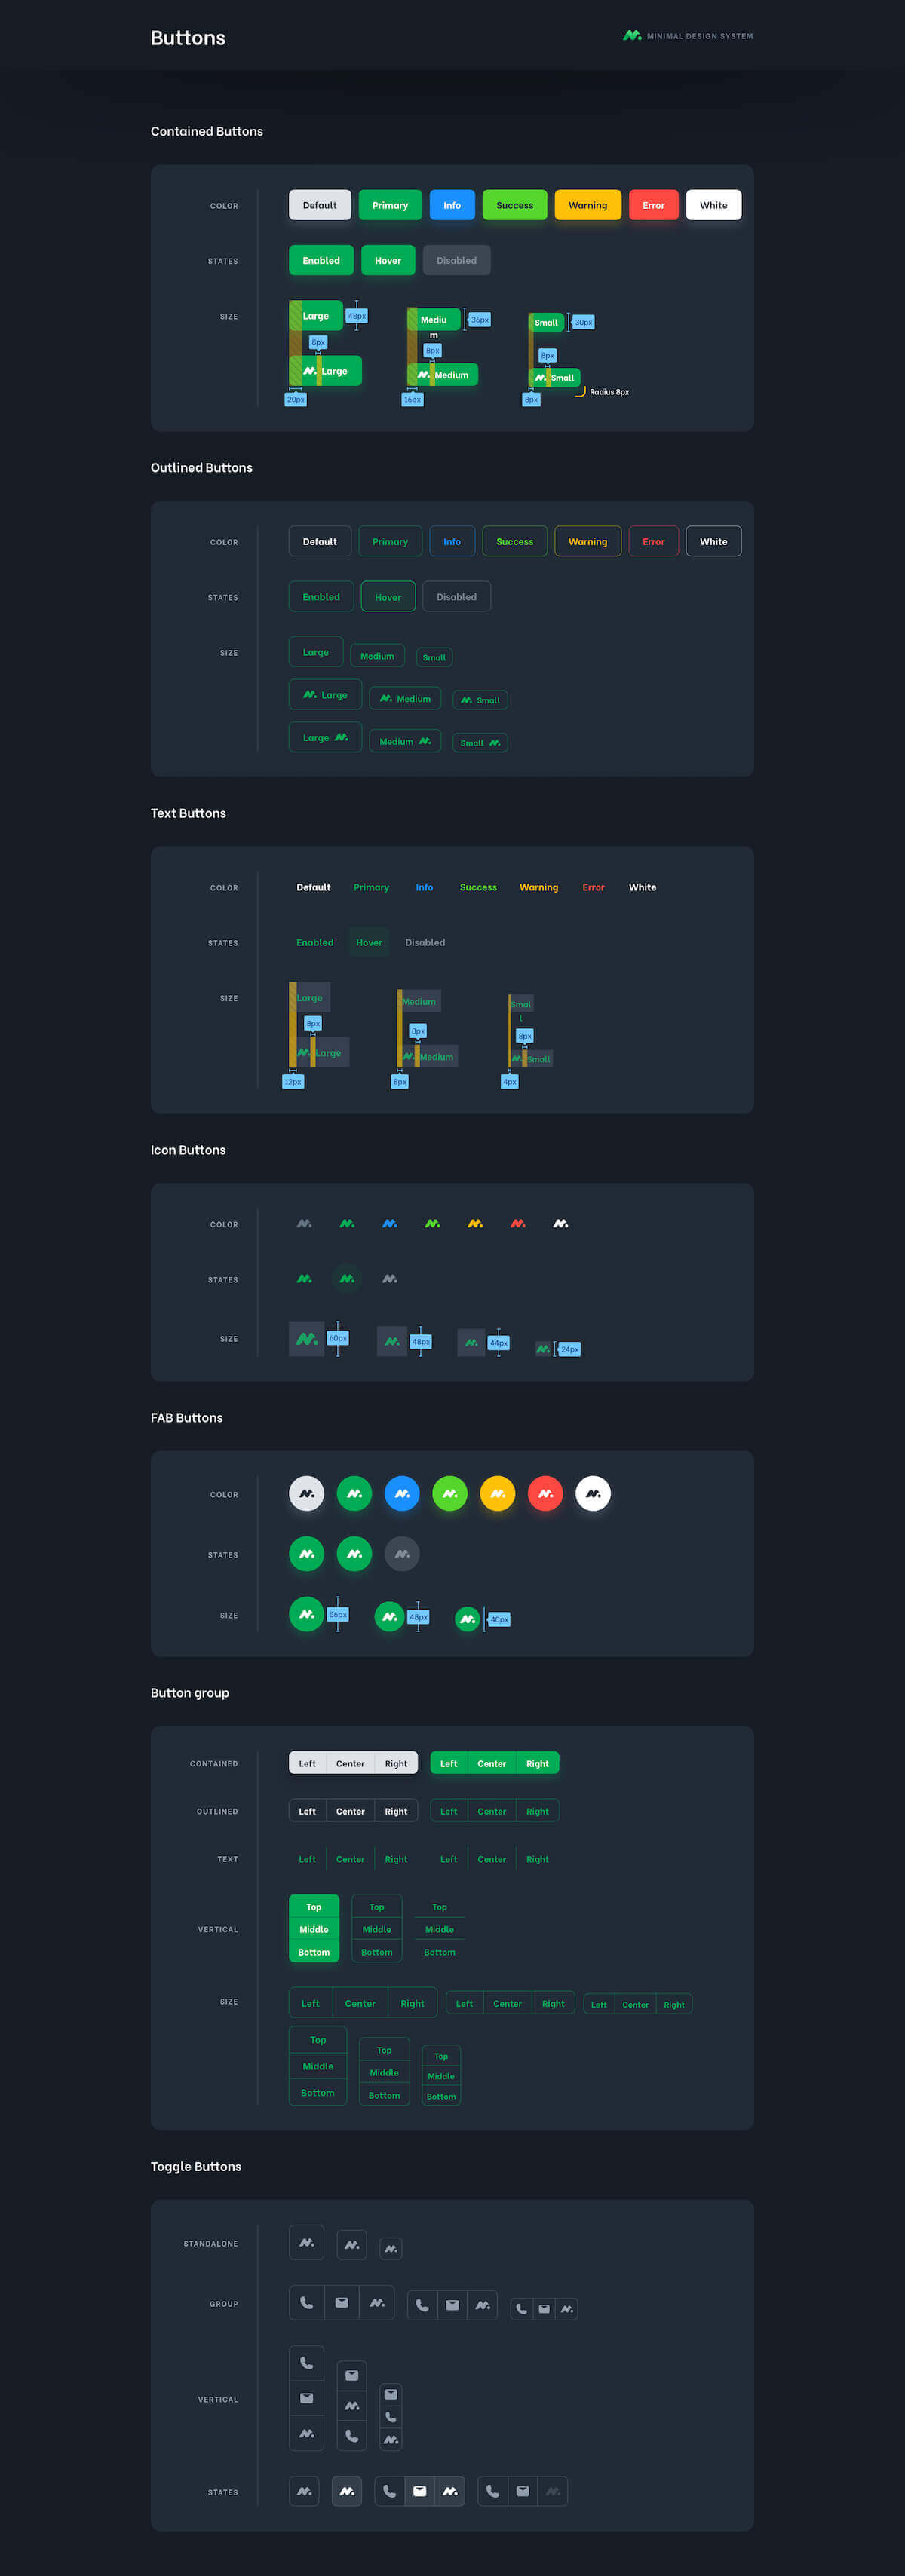 Buttons
MINIMAL DESIGN SYSTEM
Contained Buttons
COLOR Default Primary Info Success Warning Error White
STATES Enabled Hover Disabled
SIZE Large 48px Mediu 36px Small 30px
m
8px 8px 8px
Large Medium Small
20px 16px 8px Radius 8px
Outlined Buttons
COLOR Default Primary Info Success Warning Error White
STATES Enabled Hover Disabled
SIZE Large Medium Small
Large Medium Small
Large Medium Small
Text Buttons
COLOR Default Primary Info Success Warning Error White
STATES Enabled Hover Disabled
SIZE Large Medium Smal
l
8px 8px 8px
Large Medium Small
12px 8px 4px
Icon Buttons
COLOR
STATES
SIZE 60px 48px 44px 24px
FAB Buttons
COLOR
STATES
SIZE 56px 48px 40px
Button group
CONTAINED Left Center Right Left Center Right
OUTLINED Left Center Right Left Center Right
TEXT Left Center Right Left Center Right
Top Top Top
VERTICAL Middle Middle Middle
Bottom Bottom Bottom
SIZE Left Center Right Left Center Right Left Center Right
Top Top Top
Middle Middle Middle
Bottom Bottom Bottom
Toggle Buttons
STANDALONE
GROUP
VERTICAL
STATES